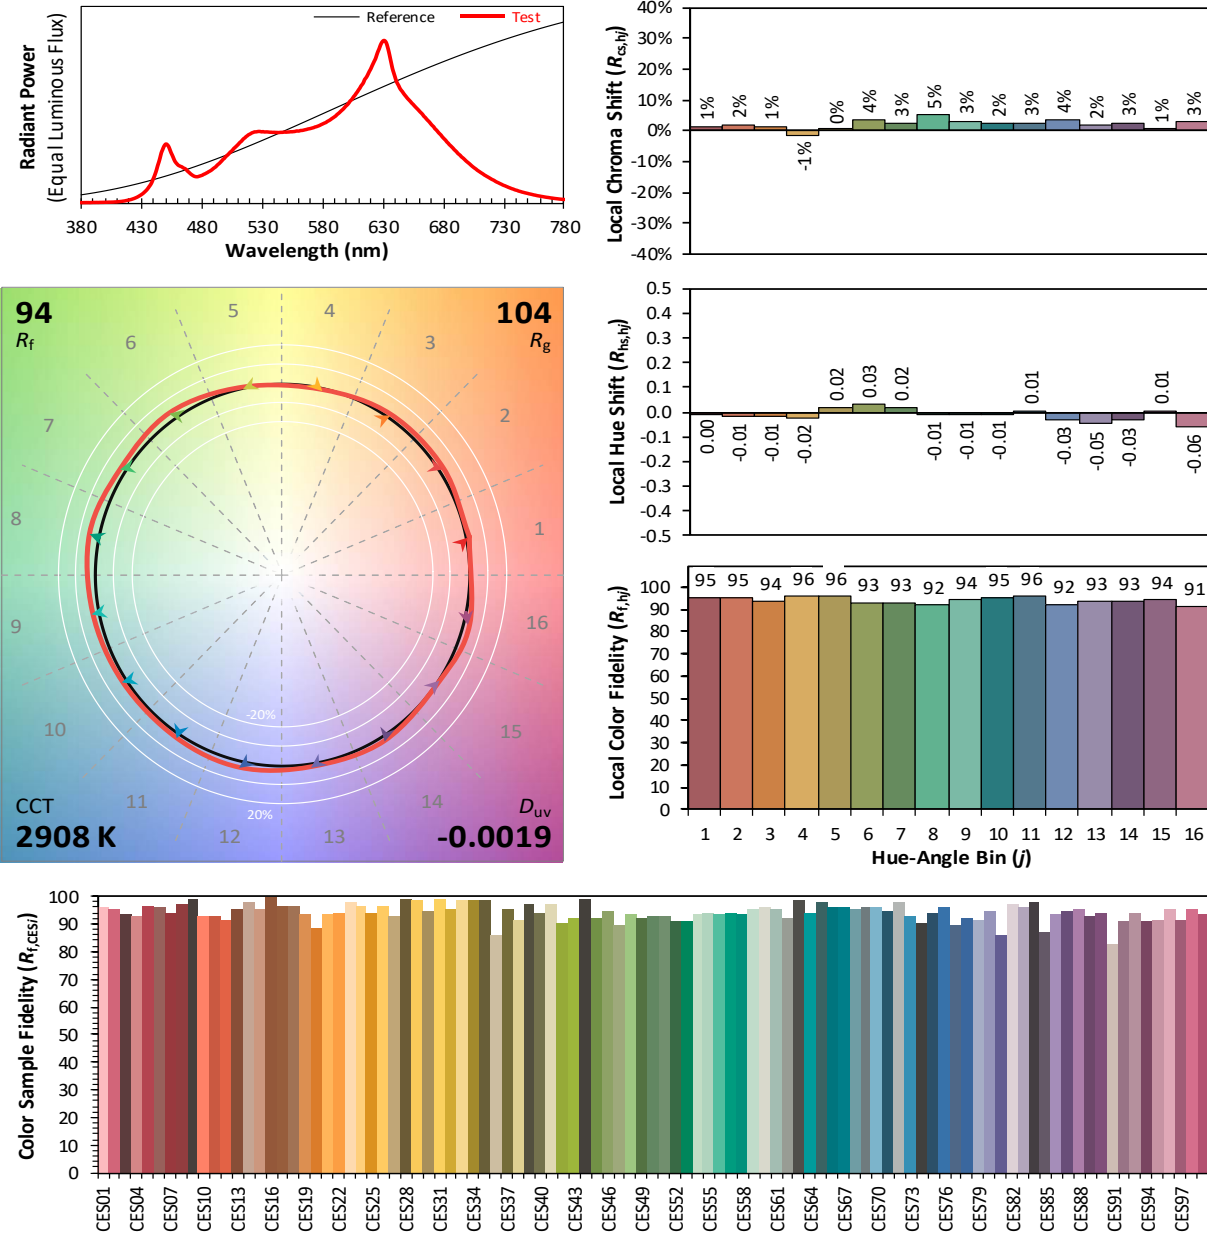 Reference
Test
Radiant Power
(Equal Luminous Flux)
380 430 480 530 580 630 680 730 780
Wavelength (nm)
Local Chroma Shift (Rcs,hj)
40%
30%
20%
10%
0%
-10%
-20%
-30%
-40%
1% 2% 1% -1% 0% 4% 3% 5% 3% 2% 3% 4% 2% 3% 1% 3%
94
Rf
104
Rg
5 4
6 3
7 2
8 1
9 16
10 15
11 14
12 13
-20%
20%
CCT
2908 K
Duv
-0.0019
Local Hue Shift (Rhs,hj)
0.5
0.4
0.3
0.2
0.1
0.0
-0.1
-0.2
-0.3
-0.4
-0.5
0.00 -0.01 -0.01 -0.02 0.02 0.03 0.02 -0.01 -0.01 -0.01 0.01 -0.03 -0.05 -0.03 0.01 -0.06
Local Color Fidelity (Rf,hj)
100
90
80
70
60
50
40
30
20
10
0
95 95 94 96 96 93 93 92 94 95 96 92 93 93 94 91
1 2 3 4 5 6 7 8 9 10 11 12 13 14 15 16
Hue-Angle Bin (j)
Color Sample Fidelity (Rf,CESi)
100
90
80
70
60
50
40
30
20
10
0
CES01 CES04 CES07 CES10 CES13 CES16 CES19 CES22 CES25 CES28 CES31 CES34 CES37 CES40 CES43 CES46 CES49 CES52 CES55 CES58 CES61 CES64 CES67 CES70 CES73 CES76 CES79 CES82 CES85 CES88 CES91 CES94 CES97